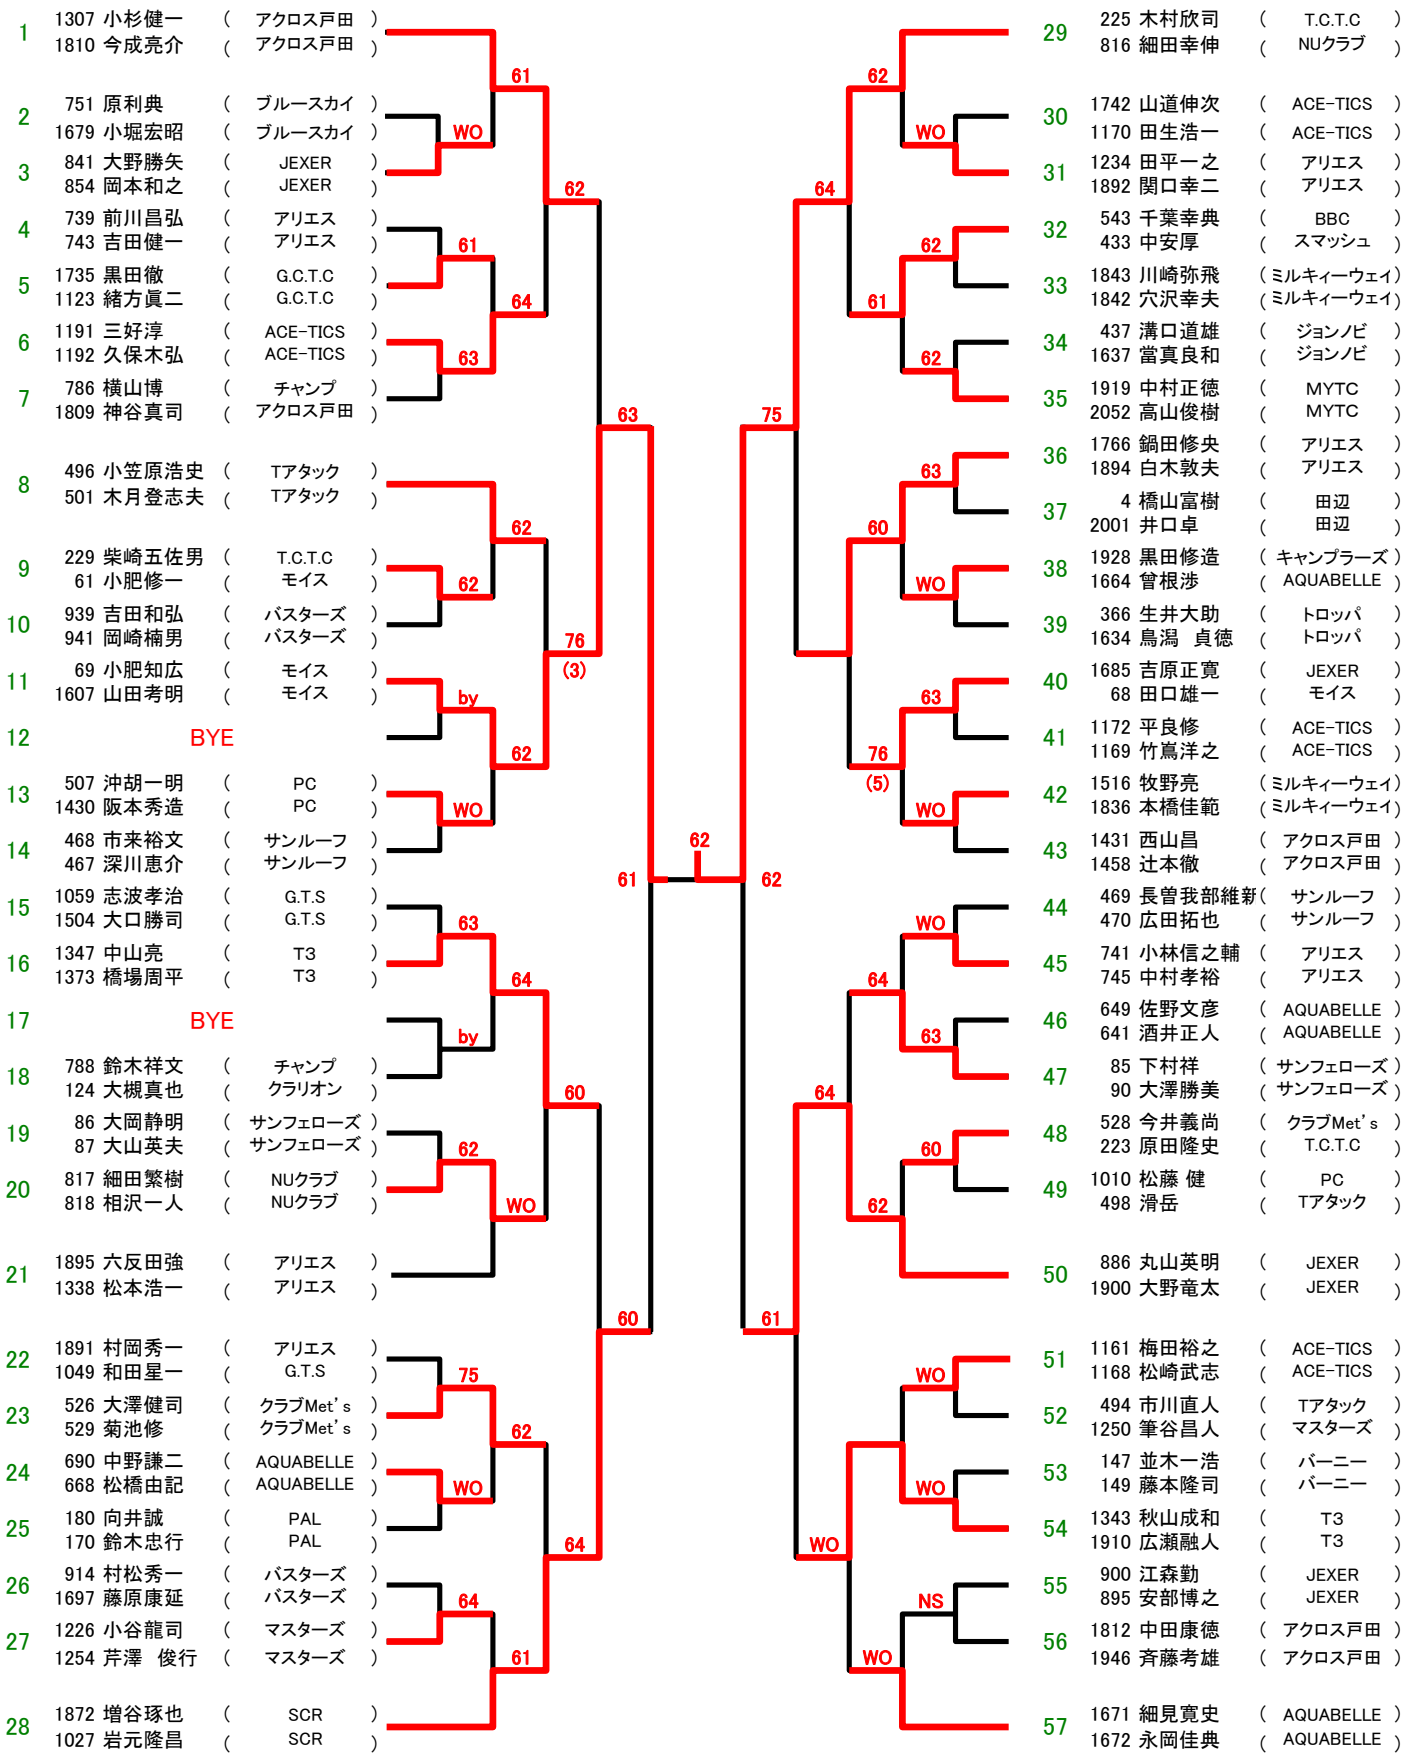 1 1307 小杉健一 ( アクロス戸田 )
1810 今成亮介 ( アクロス戸田 )
61
2 751 原利典 ( ブルースカイ )
1679 小堀宏昭 ( ブルースカイ )
WO
3 841 大野勝矢 ( JEXER )
854 岡本和之 ( JEXER )
62
4 739 前川昌弘 ( アリエス )
743 吉田健一 ( アリエス )
61
5 1735 黒田徹 ( G.C.T.C )
1123 緒方眞二 ( G.C.T.C )
64
6 1191 三好淳 ( ACE-TICS )
1192 久保木弘 ( ACE-TICS )
63
7 786 横山博 ( チャンプ )
1809 神谷真司 ( アクロス戸田 )
63
8 496 小笠原浩史 ( Tアタック )
501 木月登志夫 ( Tアタック )
62
9 229 柴崎五佐男 ( T.C.T.C )
61 小肥修一 ( モイス )
62
10 939 吉田和弘 ( バスターズ )
941 岡崎楠男 ( バスターズ )
76
(3)
11 69 小肥知広 ( モイス )
1607 山田考明 ( モイス )
by
12 BYE
62
13 507 沖胡一明 ( PC )
1430 阪本秀造 ( PC )
WO
14 468 市来裕文 ( サンルーフ )
467 深川恵介 ( サンルーフ )
61
15 1059 志波孝治 ( G.T.S )
1504 大口勝司 ( G.T.S )
63
16 1347 中山亮 ( T3 )
1373 橋場周平 ( T3 )
64
17 BYE
by
18 788 鈴木祥文 ( チャンプ )
124 大槻真也 ( クラリオン )
60
19 86 大岡静明 ( サンフェローズ )
87 大山英夫 ( サンフェローズ )
62
20 817 細田繁樹 ( NUクラブ )
818 相沢一人 ( NUクラブ )
WO
21 1895 六反田強 ( アリエス )
1338 松本浩一 ( アリエス )
60
22 1891 村岡秀一 ( アリエス )
1049 和田星一 ( G.T.S )
75
23 526 大澤健司 ( クラブMet's )
529 菊池修 ( クラブMet's )
62
24 690 中野謙二 ( AQUABELLE )
668 松橋由記 ( AQUABELLE )
WO
25 180 向井誠 ( PAL )
170 鈴木忠行 ( PAL )
64
26 914 村松秀一 ( バスターズ )
1697 藤原康延 ( バスターズ )
64
27 1226 小谷龍司 ( マスターズ )
1254 芹澤 俊行 ( マスターズ )
61
28 1872 増谷琢也 ( SCR )
1027 岩元隆昌 ( SCR )
62
29 225 木村欣司 ( T.C.T.C )
816 細田幸伸 ( NUクラブ )
62
30 1742 山道伸次 ( ACE-TICS )
1170 田生浩一 ( ACE-TICS )
WO
31 1234 田平一之 ( アリエス )
1892 関口幸二 ( アリエス )
64
32 543 千葉幸典 ( BBC )
433 中安厚 ( スマッシュ )
62
33 1843 川崎弥飛 ( ミルキィーウェイ )
1842 穴沢幸夫 ( ミルキィーウェイ )
61
34 437 溝口道雄 ( ジョンノビ )
1637 當真良和 ( ジョンノビ )
62
35 1919 中村正徳 ( MYTC )
2052 高山俊樹 ( MYTC )
75
36 1766 鍋田修央 ( アリエス )
1894 白木敦夫 ( アリエス )
63
37 4 橋山富樹 ( 田辺 )
2001 井口卓 ( 田辺 )
60
38 1928 黒田修造 ( キャンプラーズ )
1664 曾根渉 ( AQUABELLE )
WO
39 366 生井大助 ( トロッパ )
1634 鳥潟 貞徳 ( トロッパ )
40 1685 吉原正寛 ( JEXER )
68 田口雄一 ( モイス )
63
41 1172 平良修 ( ACE-TICS )
1169 竹嶌洋之 ( ACE-TICS )
76
(5)
42 1516 牧野亮 ( ミルキィーウェイ )
1836 本橋佳範 ( ミルキィーウェイ )
WO
43 1431 西山昌 ( アクロス戸田 )
1458 辻本徹 ( アクロス戸田 )
62
44 469 長曽我部維新 ( サンルーフ )
470 広田拓也 ( サンルーフ )
WO
45 741 小林信之輔 ( アリエス )
745 中村孝裕 ( アリエス )
64
46 649 佐野文彦 ( AQUABELLE )
641 酒井正人 ( AQUABELLE )
63
47 85 下村祥 ( サンフェローズ )
90 大澤勝美 ( サンフェローズ )
64
48 528 今井義尚 ( クラブMet's )
223 原田隆史 ( T.C.T.C )
60
49 1010 松藤 健 ( PC )
498 滑岳 ( Tアタック )
62
50 886 丸山英明 ( JEXER )
1900 大野竜太 ( JEXER )
61
51 1161 梅田裕之 ( ACE-TICS )
1168 松崎武志 ( ACE-TICS )
WO
52 494 市川直人 ( Tアタック )
1250 筆谷昌人 ( マスターズ )
53 147 並木一浩 ( バーニー )
149 藤本隆司 ( バーニー )
WO
54 1343 秋山成和 ( T3 )
1910 広瀬融人 ( T3 )
WO
55 900 江森勤 ( JEXER )
895 安部博之 ( JEXER )
NS
56 1812 中田康徳 ( アクロス戸田 )
1946 斉藤考雄 ( アクロス戸田 )
WO
57 1671 細見寛史 ( AQUABELLE )
1672 永岡佳典 ( AQUABELLE )